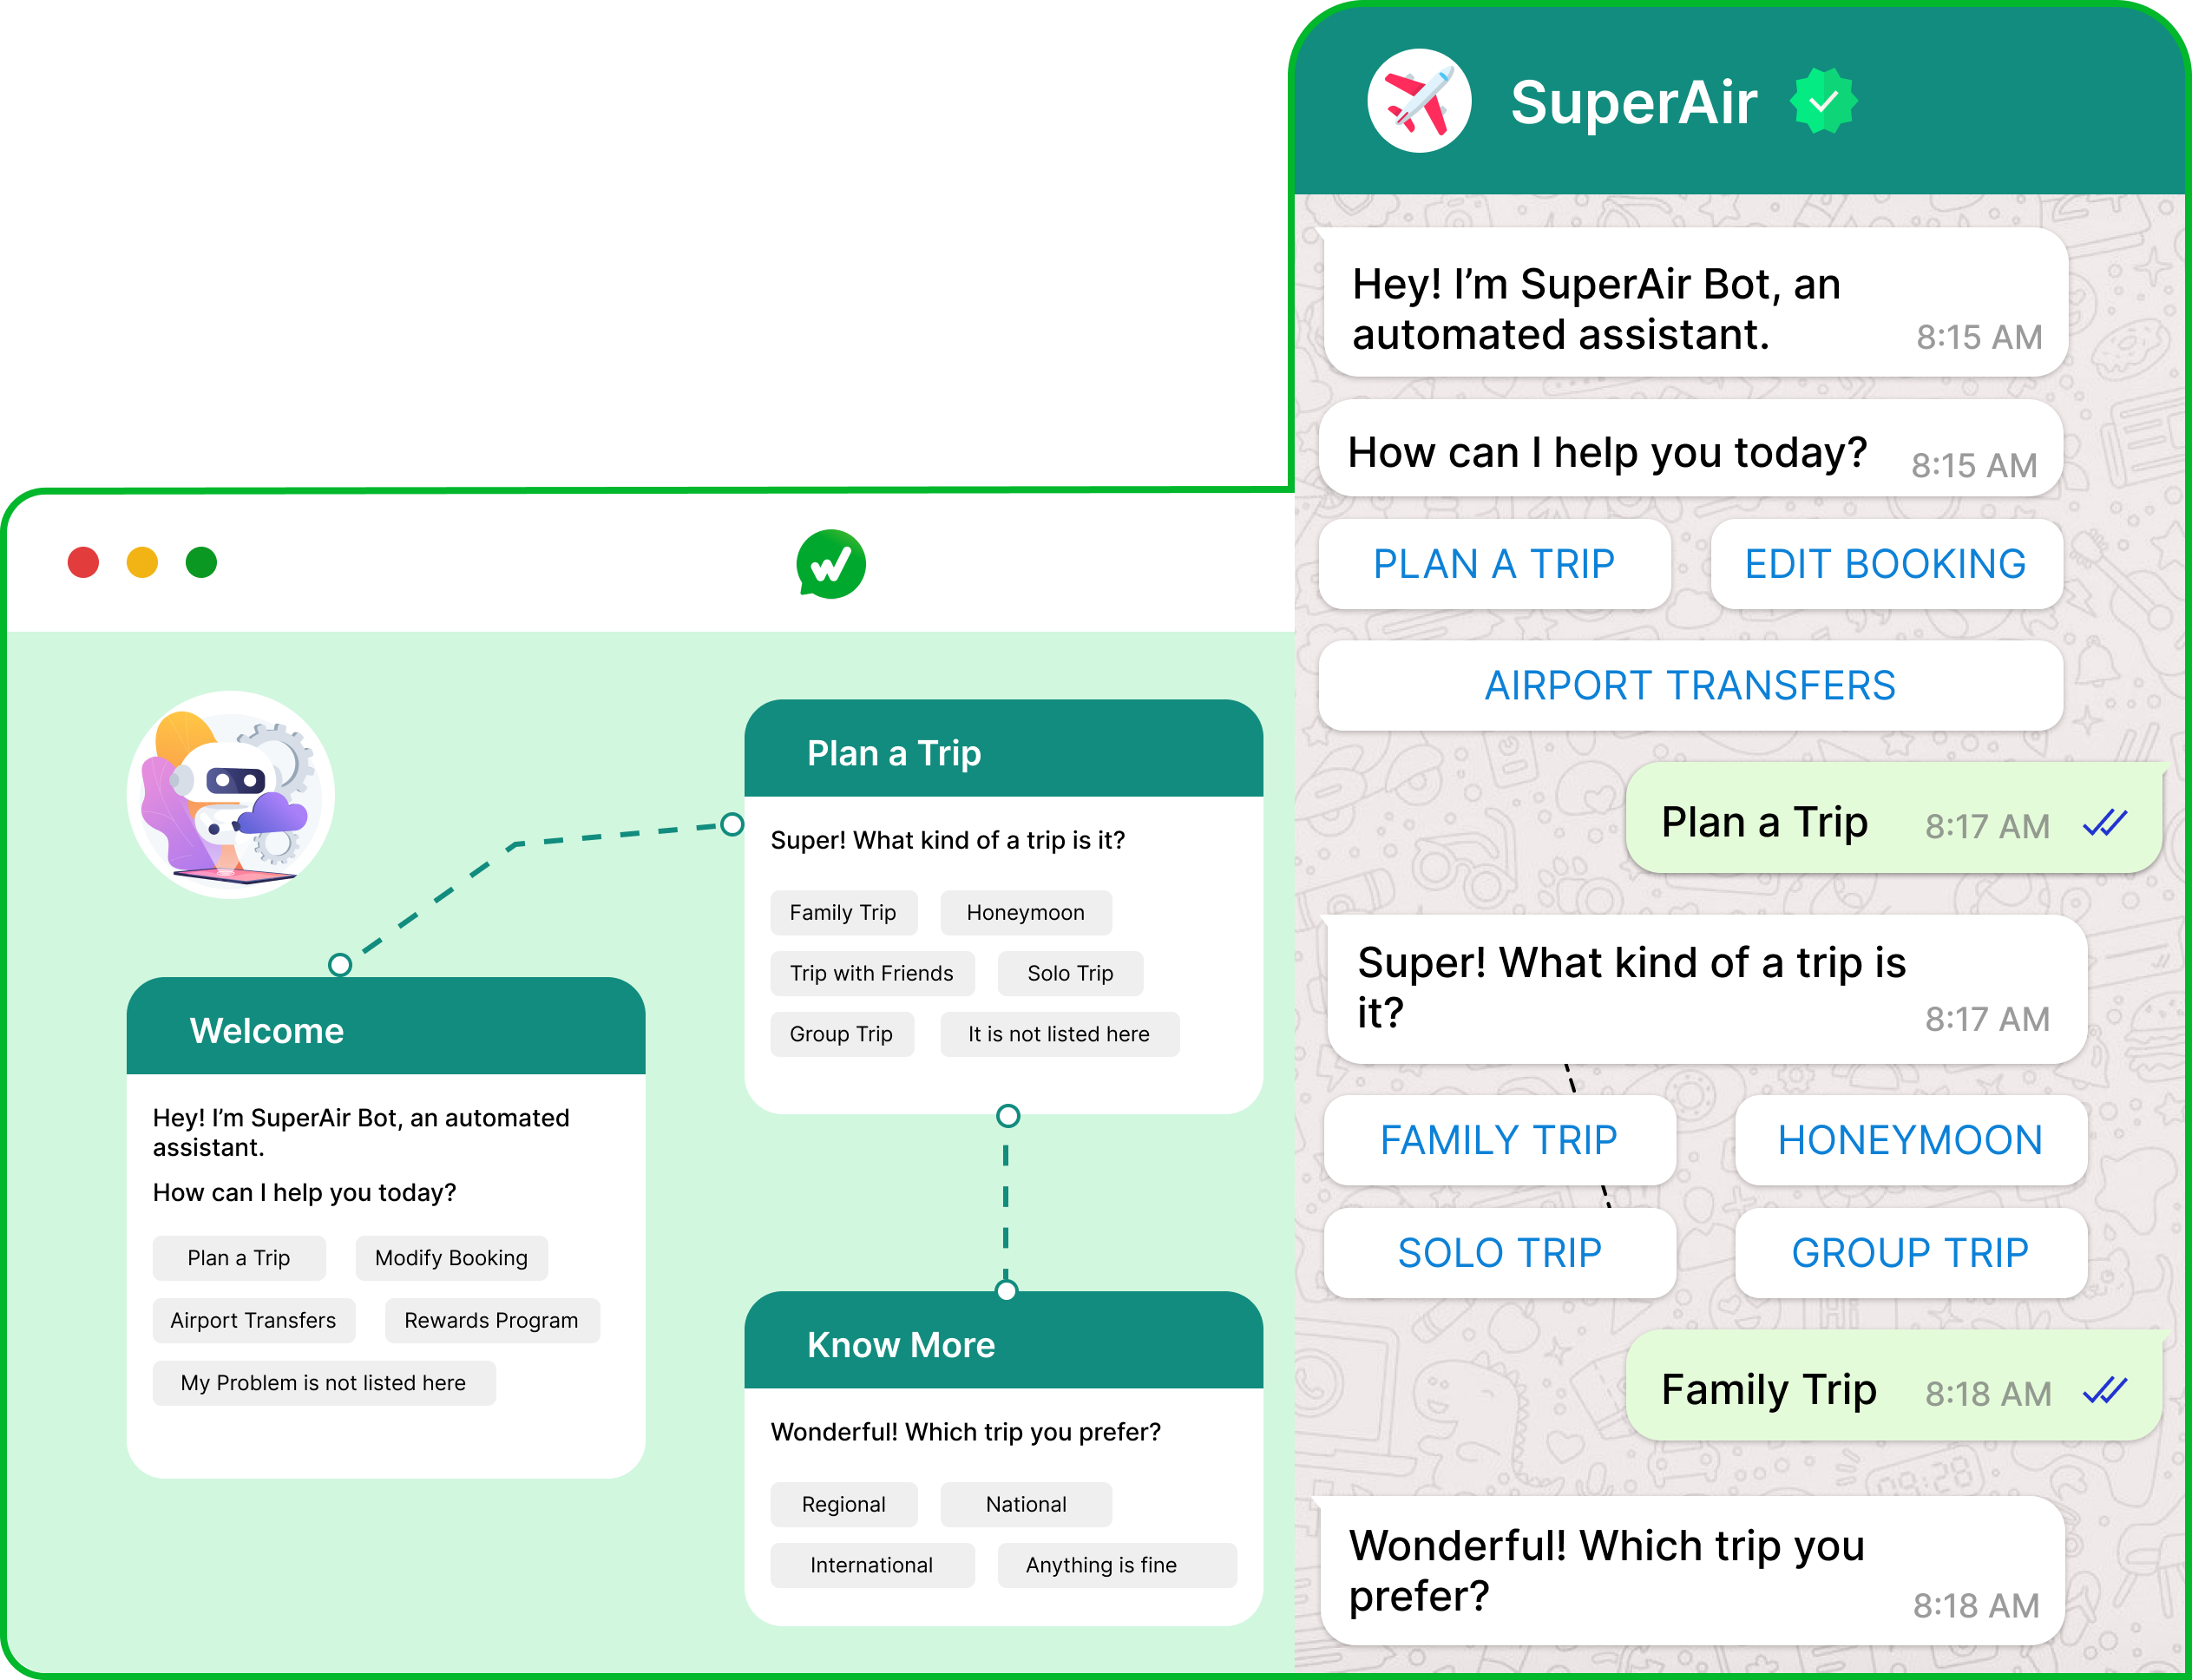 SuperAir
Hey! I’m SuperAir Bot, an
automated assistant.
8:15 AM
How can I help you today?
8:15 AM
PLAN A TRIP
EDIT BOOKING
AIRPORT TRANSFERS
Plan a Trip
8:17 AM
Super! What kind of a trip is
it?
8:17 AM
FAMILY TRIP
HONEYMOON
SOLO TRIP
GROUP TRIP
Family Trip
8:18 AM
09:28
Wonderful! Which trip you
prefer?
8:18 AM
Welcome
Hey! I’m SuperAir Bot, an automated
assistant.
How can I help you today?
Plan a Trip
Modify Booking
Airport Transfers
Rewards Program
My Problem is not listed here
Plan a Trip
Super! What kind of a trip is it?
Family Trip
Honeymoon
Trip with Friends
Solo Trip
Group Trip
It is not listed here
Know More
Wonderful! Which trip you prefer?
Regional
National
International
Anything is fine